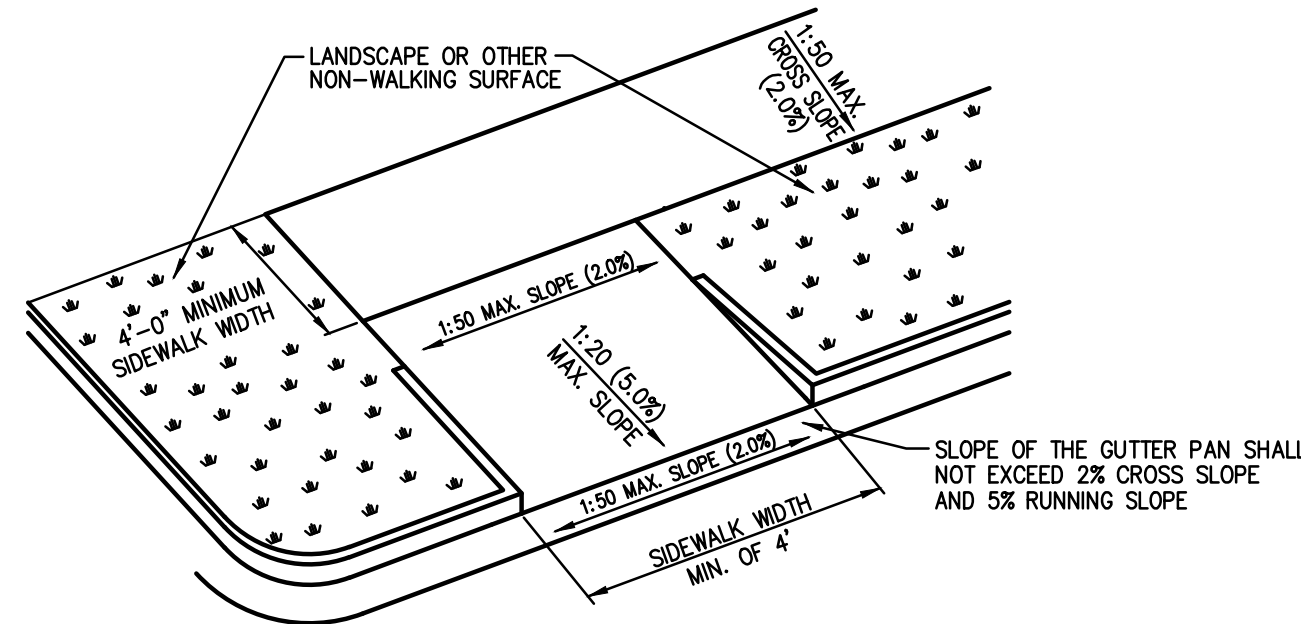 LANDSCAPE OR OTHER
NON-WALKING SURFACE
1:50 MAX.
CROSS SLOPE
(2.0%)
4'-0" MINIMUM
SIDEWALK WIDTH
1:50 MAX. SLOPE (2.0%)
1:20 (5.0%)
MAX. SLOPE
1:50 MAX. SLOPE (2.0%)
SLOPE OF THE GUTTER PAN SHALL
NOT EXCEED 2% CROSS SLOPE
AND 5% RUNNING SLOPE
SIDEWALK WIDTH
MIN. OF 4'